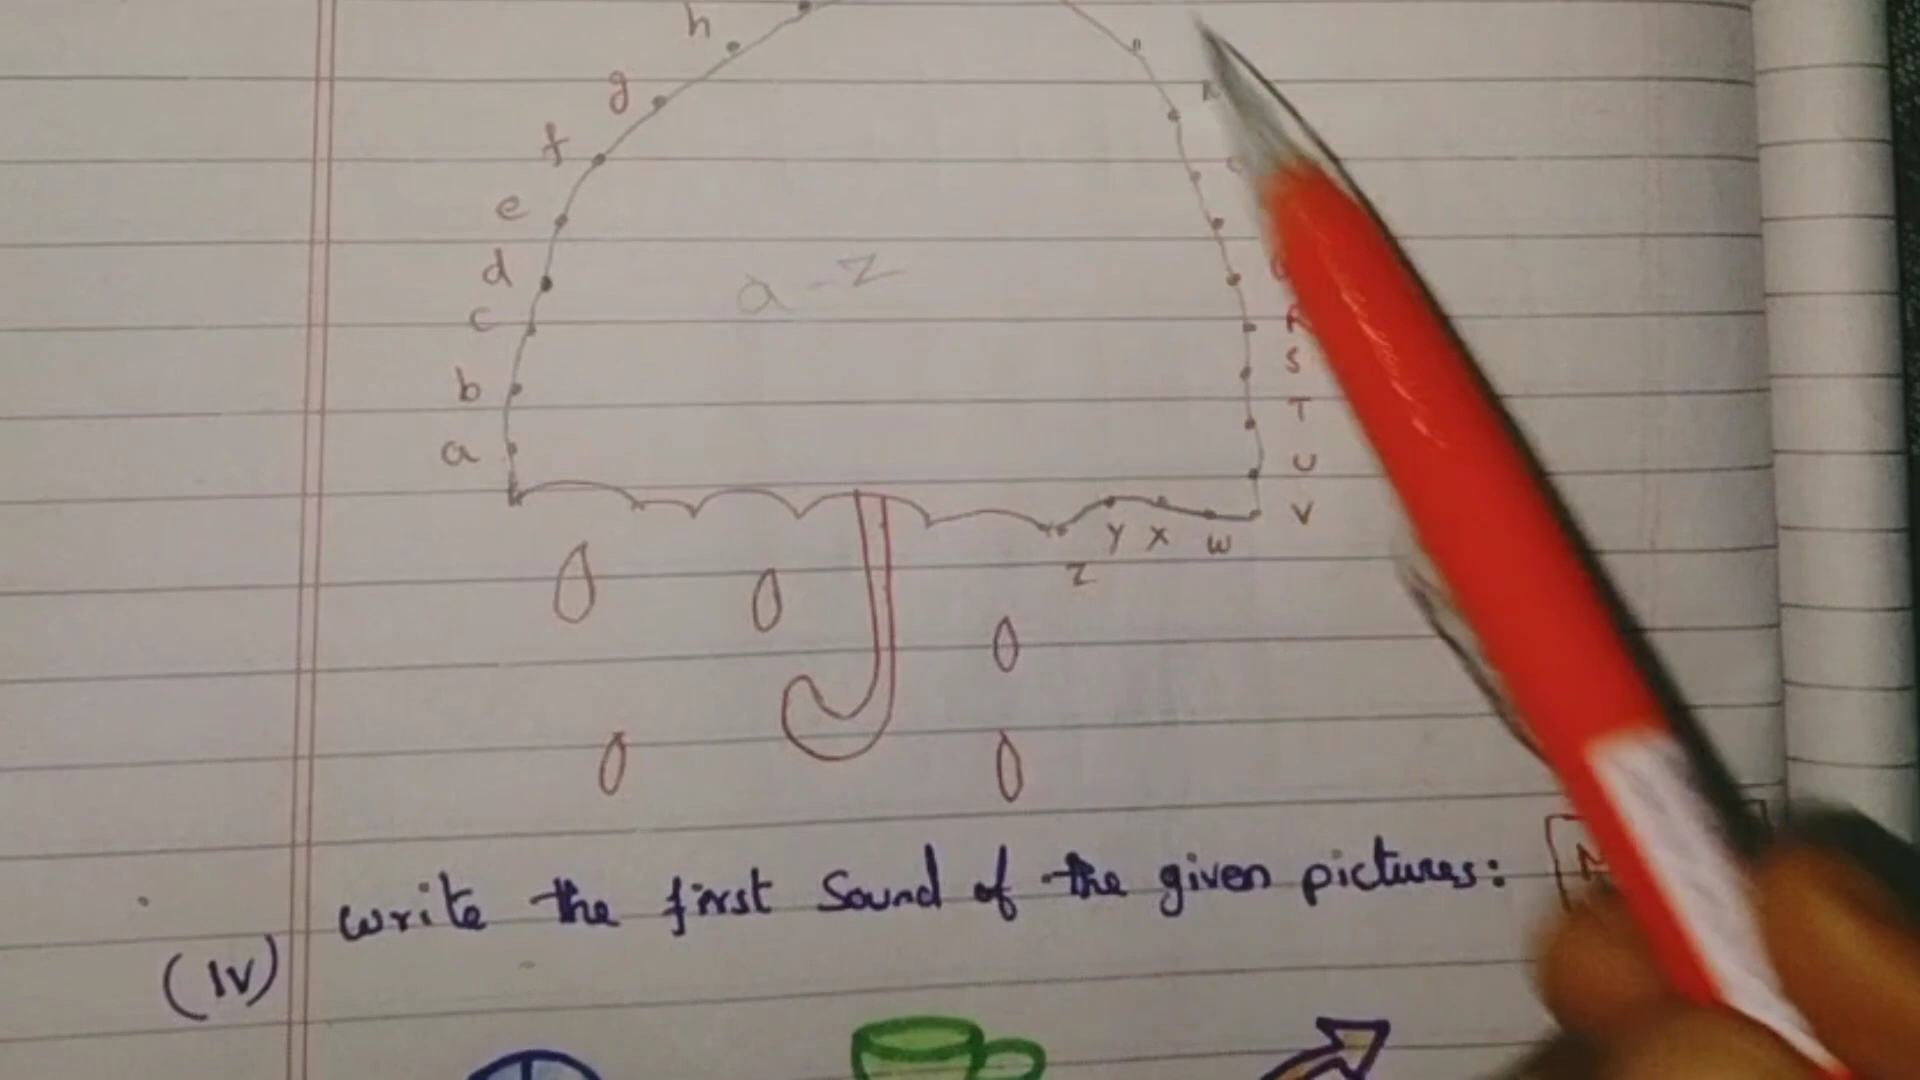 h
g
f
e
d
a-z
c
R
S
b
T
a
U
V
Y X W
Z
write the first Sound of the given pictures:
(IV)